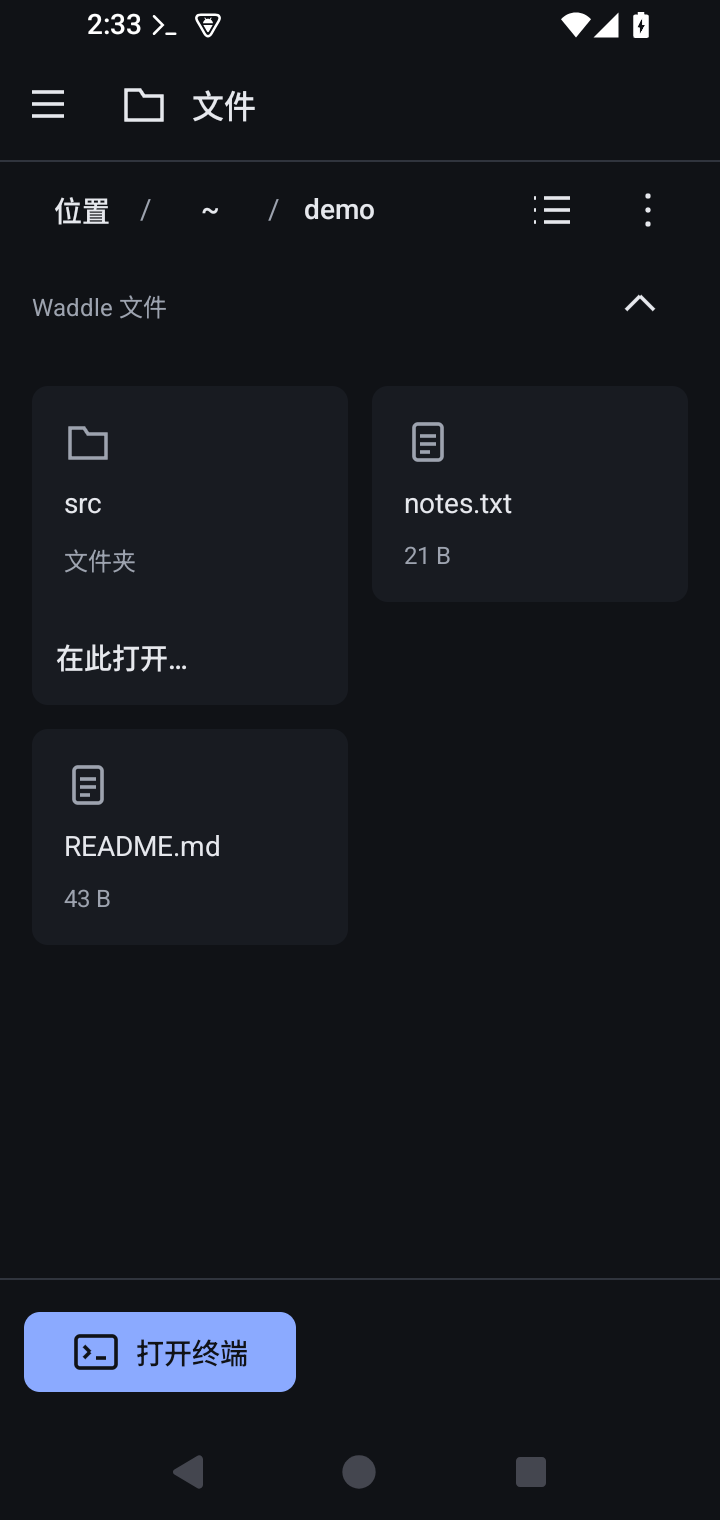 2:33
文件
位置 / ~ / demo
Waddle 文件
src
文件夹
在此打开…
notes.txt
21 B
README.md
43 B
打开终端